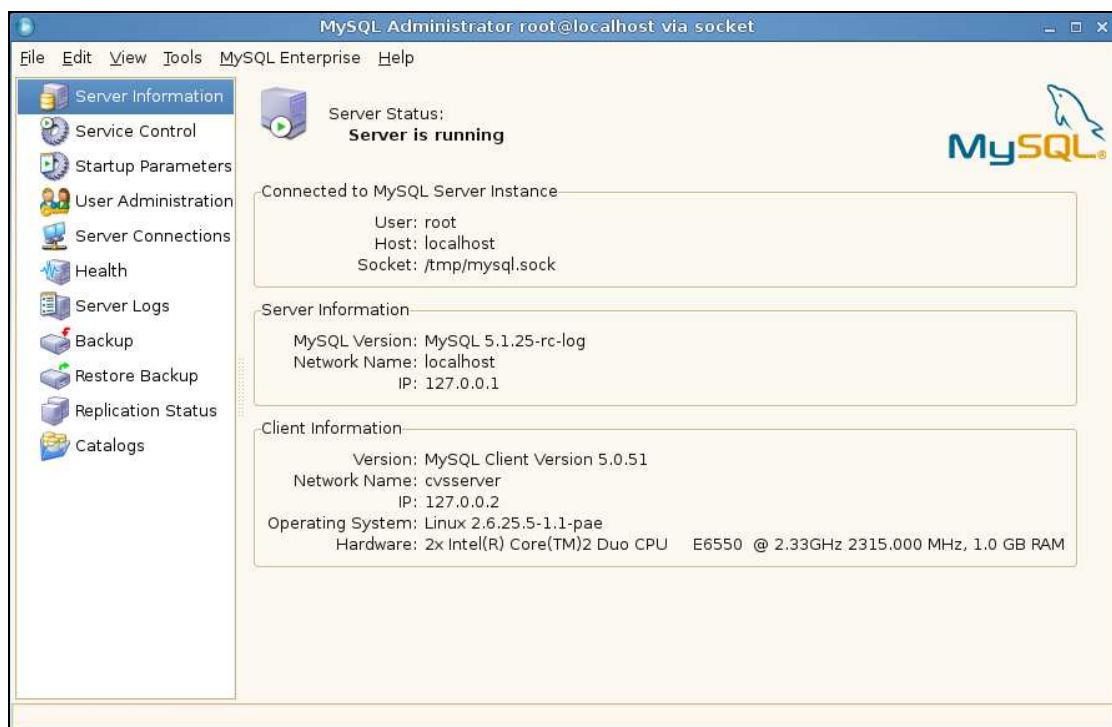 MySQL Administrator root@localhost via socket
File Edit View Tools MySQL Enterprise Help
Server Information
Service Control
Startup Parameters
User Administration
Server Connections
Health
Server Logs
Backup
Restore Backup
Replication Status
Catalogs
Server Status:
Server is running
MySQL®
Connected to MySQL Server Instance
User: root
Host: localhost
Socket: /tmp/mysql.sock
Server Information
MySQL Version: MySQL 5.1.25-rc-log
Network Name: localhost
IP: 127.0.0.1
Client Information
Version: MySQL Client Version 5.0.51
Network Name: cvsserver
IP: 127.0.0.2
Operating System: Linux 2.6.25.5-1.1-pae
Hardware: 2x Intel(R) Core(TM)2 Duo CPU E6550 @ 2.33GHz 2315.000 MHz, 1.0 GB RAM